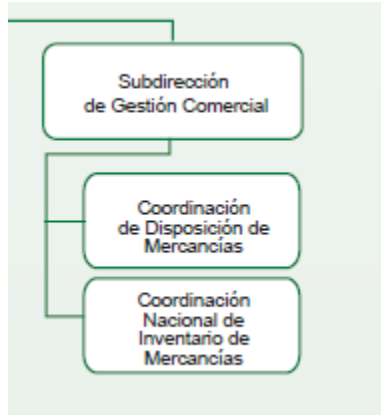 Subdirección
de Gestión Comercial
Coordinación
de Disposición de
Mercancías
Coordinación
Nacional de
Inventario de
Mercancías